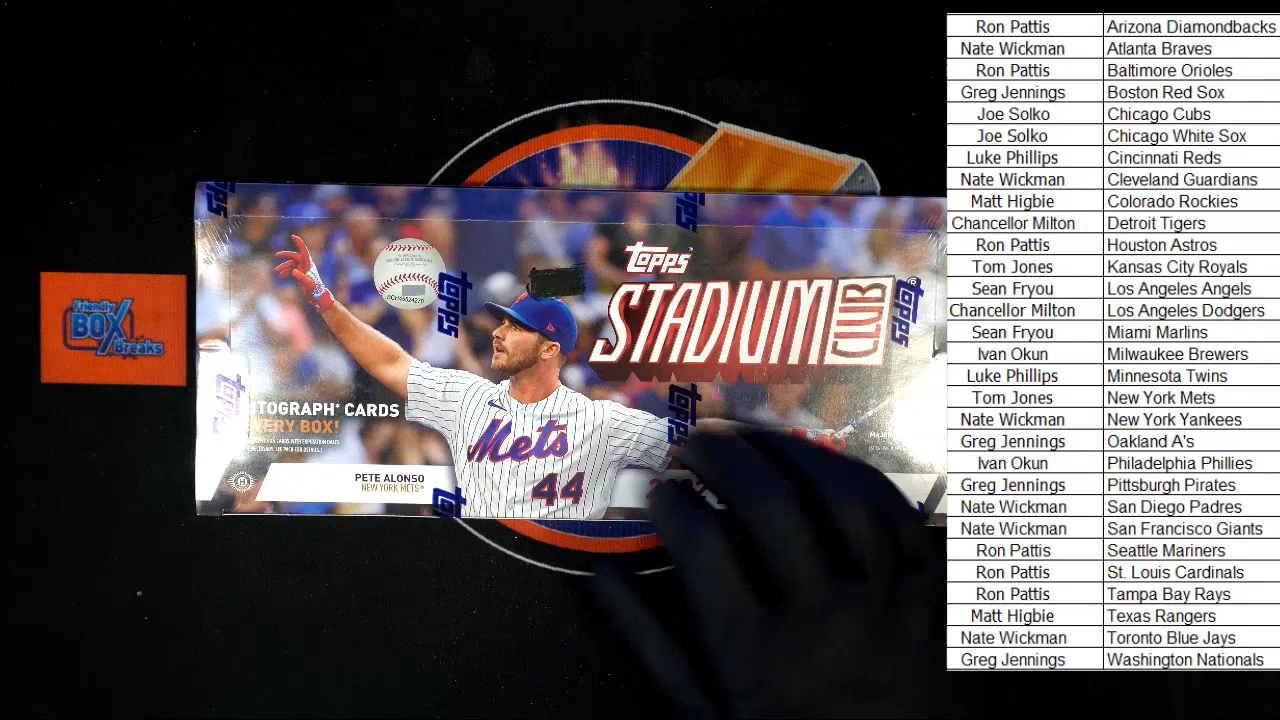 Friendly
BOX
Breaks
TOPPS
STADIUM
CLUB
TOGRAPH* CARDS
VERY BOX!
PETE ALONSO
NEW YORK METS
Mets
44
topps
topps
topps
topps
topps
topps
topps
Ron Pattis Arizona Diamondbacks
Nate Wickman Atlanta Braves
Ron Pattis Baltimore Orioles
Greg Jennings Boston Red Sox
Joe Solko Chicago Cubs
Joe Solko Chicago White Sox
Luke Phillips Cincinnati Reds
Nate Wickman Cleveland Guardians
Matt Higbie Colorado Rockies
Chancellor Milton Detroit Tigers
Ron Pattis Houston Astros
Tom Jones Kansas City Royals
Sean Fryou Los Angeles Angels
Chancellor Milton Los Angeles Dodgers
Sean Fryou Miami Marlins
Ivan Okun Milwaukee Brewers
Luke Phillips Minnesota Twins
Tom Jones New York Mets
Nate Wickman New York Yankees
Greg Jennings Oakland A's
Ivan Okun Philadelphia Phillies
Greg Jennings Pittsburgh Pirates
Nate Wickman San Diego Padres
Nate Wickman San Francisco Giants
Ron Pattis Seattle Mariners
Ron Pattis St. Louis Cardinals
Ron Pattis Tampa Bay Rays
Matt Higbie Texas Rangers
Nate Wickman Toronto Blue Jays
Greg Jennings Washington Nationals